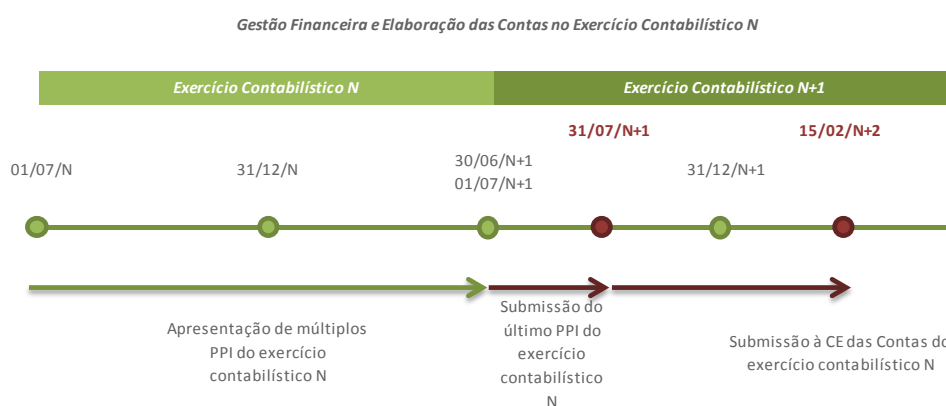 Gestão Financeira e Elaboração das Contas no Exercício Contabilístico N
Exercício Contabilístico N
Exercício Contabilístico N+1
31/07/N+1
15/02/N+2
01/07/N
31/12/N
30/06/N+1
01/07/N+1
31/12/N+1
Apresentação de múltiplos
PPI do exercício
contabilístico N
Submissão do
último PPI do
exercício
contabilístico
N
Submissão à CE das Contas do
exercício contabilístico N